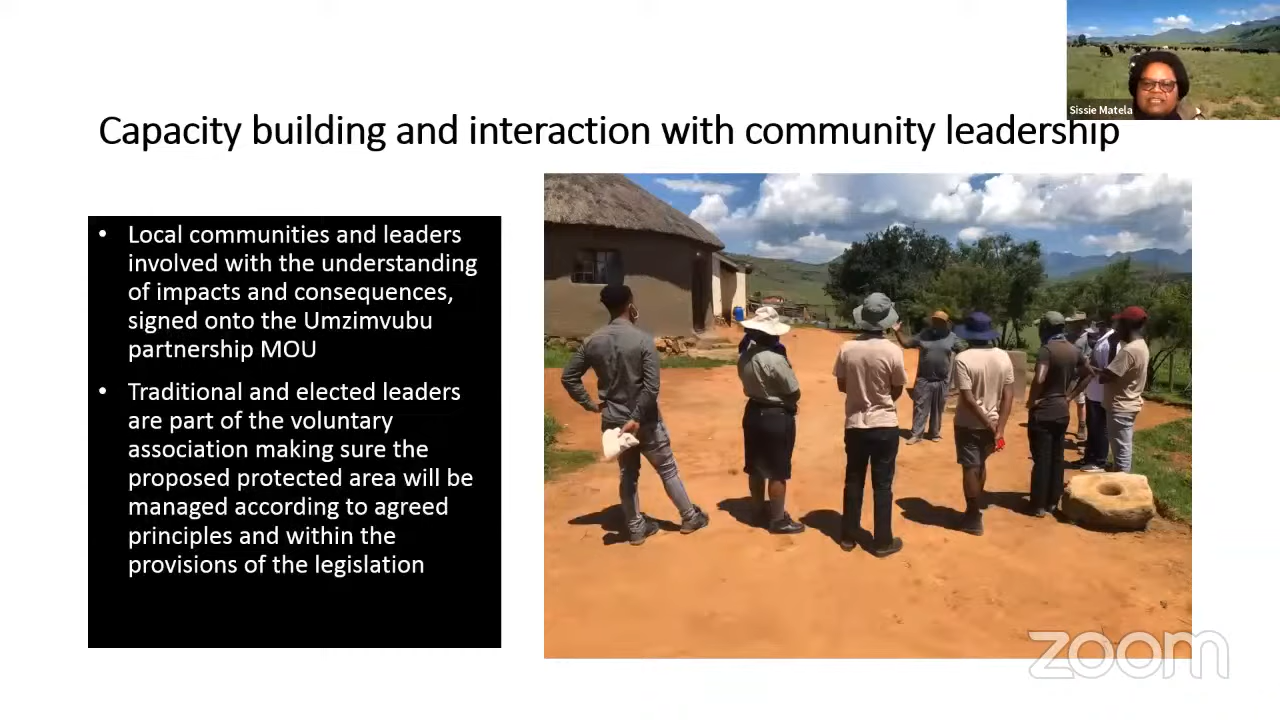 Sissie Matela
Capacity building and interaction with community leadership
• Local communities and leaders
involved with the understanding
of impacts and consequences,
signed onto the Umzimvubu
partnership MOU
• Traditional and elected leaders
are part of the voluntary
association making sure the
proposed protected area will be
managed according to agreed
principles and within the
provisions of the legislation
zoom